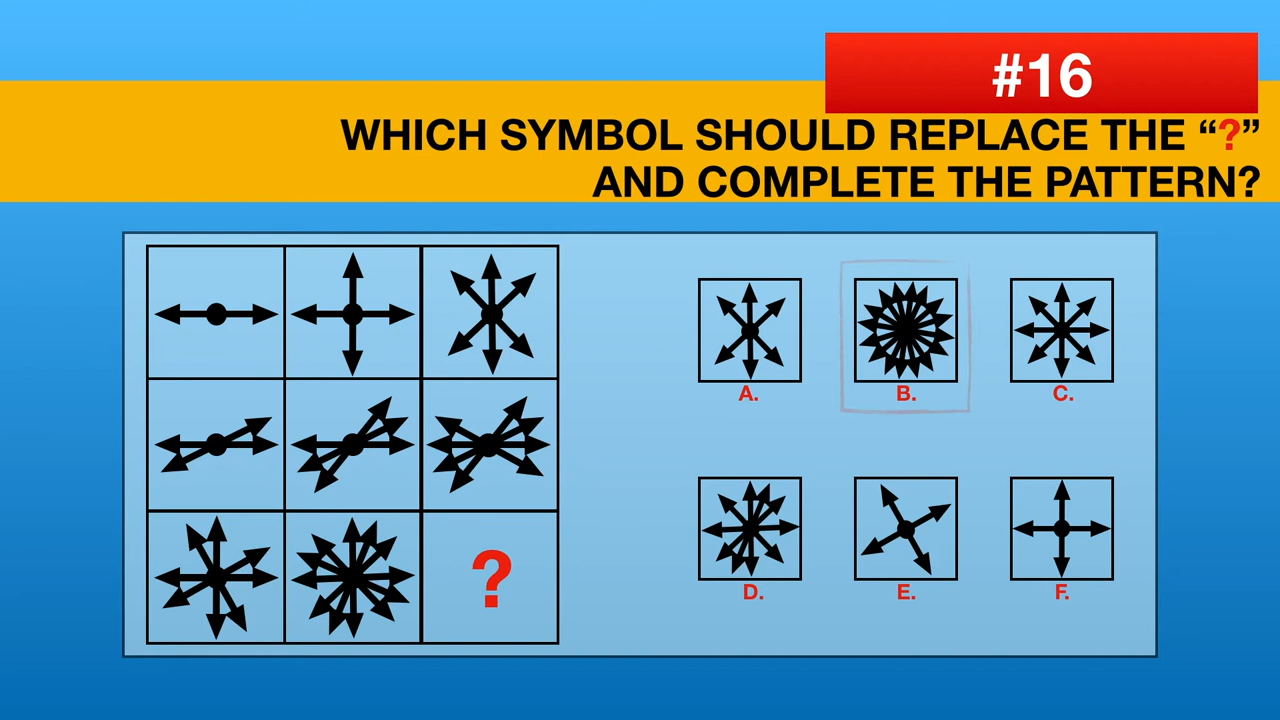 #16
WHICH SYMBOL SHOULD REPLACE THE “?”
AND COMPLETE THE PATTERN?
?
A.
B.
C.
D.
E.
F.